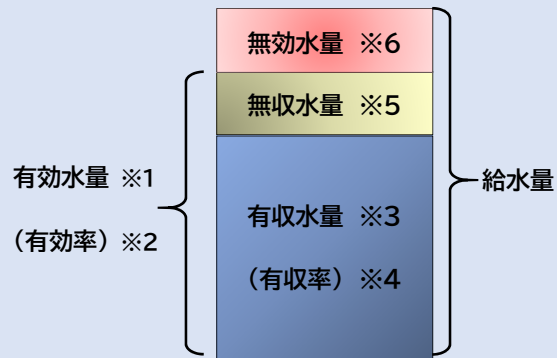 無効水量 ※6
無収水量 ※5
有効水量 ※1
(有効率)※2
有収水量 ※3
(有収率)※4
給水量